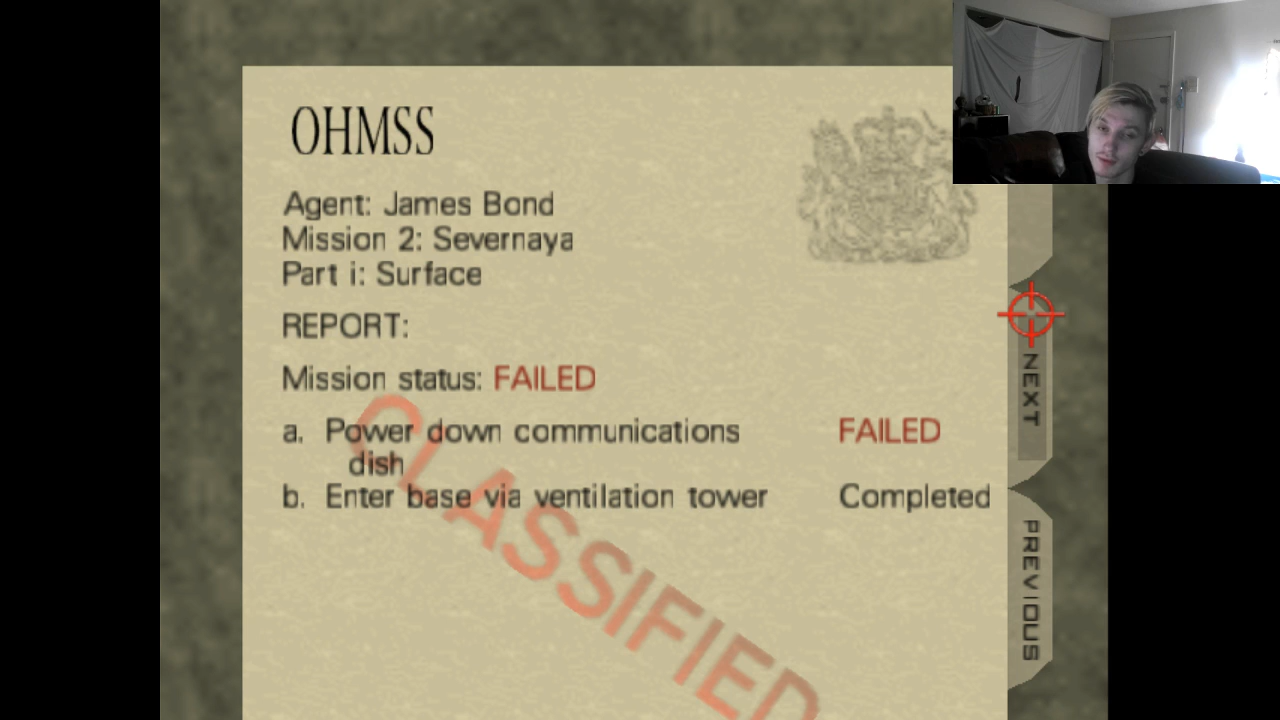 OHMSS
Agent: James Bond
Mission 2: Severnaya
Part i: Surface
REPORT:
Mission status: FAILED
a. Power down communications FAILED
dish
b. Enter base via ventilation tower Completed
CLASSIFIED
NEXT
PREVIOUS